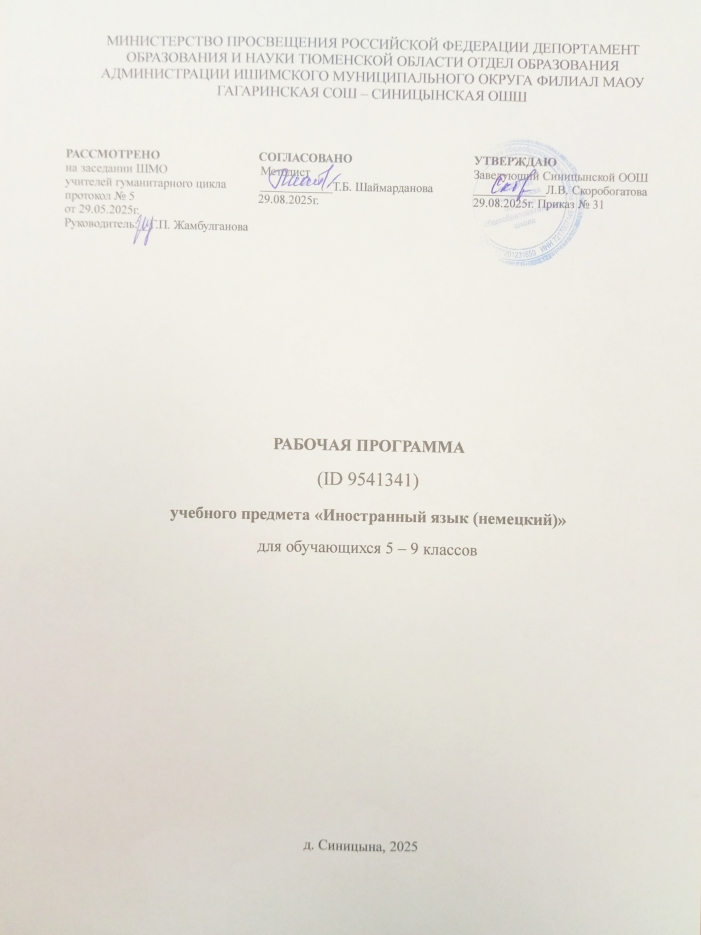 МИНИСТЕРСТВО ПРОСВЕЩЕНИЯ РОССИЙСКОЙ ФЕДЕРАЦИИ ДЕПОРТАМЕНТ
ОБРАЗОВАНИЯ И НАУКИ ТЮМЕНСКОЙ ОБЛАСТИ ОТДЕЛ ОБРАЗОВАНИЯ
АДМИНИСТРАЦИИ ИШИМСКОГО МУНИЦИПАЛЬНОГО ОКРУГА ФИЛИАЛ МАОУ
ГАГАРИНСКАЯ СОШ – СИНИЦЫНСКАЯ ОШШ
РАССМОТРЕНО
на заседании ШМО
учителей гуманитарного цикла
протокол № 5
от 29.05.2025г.
Руководитель: Г.П. Жамбулганова
СОГЛАСОВАНО
Методист
Т.Б. Шаймарданова
29.08.2025г.
УТВЕРЖДАЮ
Заведующий Синицынской ООШ
Л.В. Скоробогатова
29.08.2025г. Приказ № 31
РАБОЧАЯ ПРОГРАММА
(ID 9541341)
учебного предмета «Иностранный язык (немецкий)»
для обучающихся 5 – 9 классов
д. Синицына, 2025